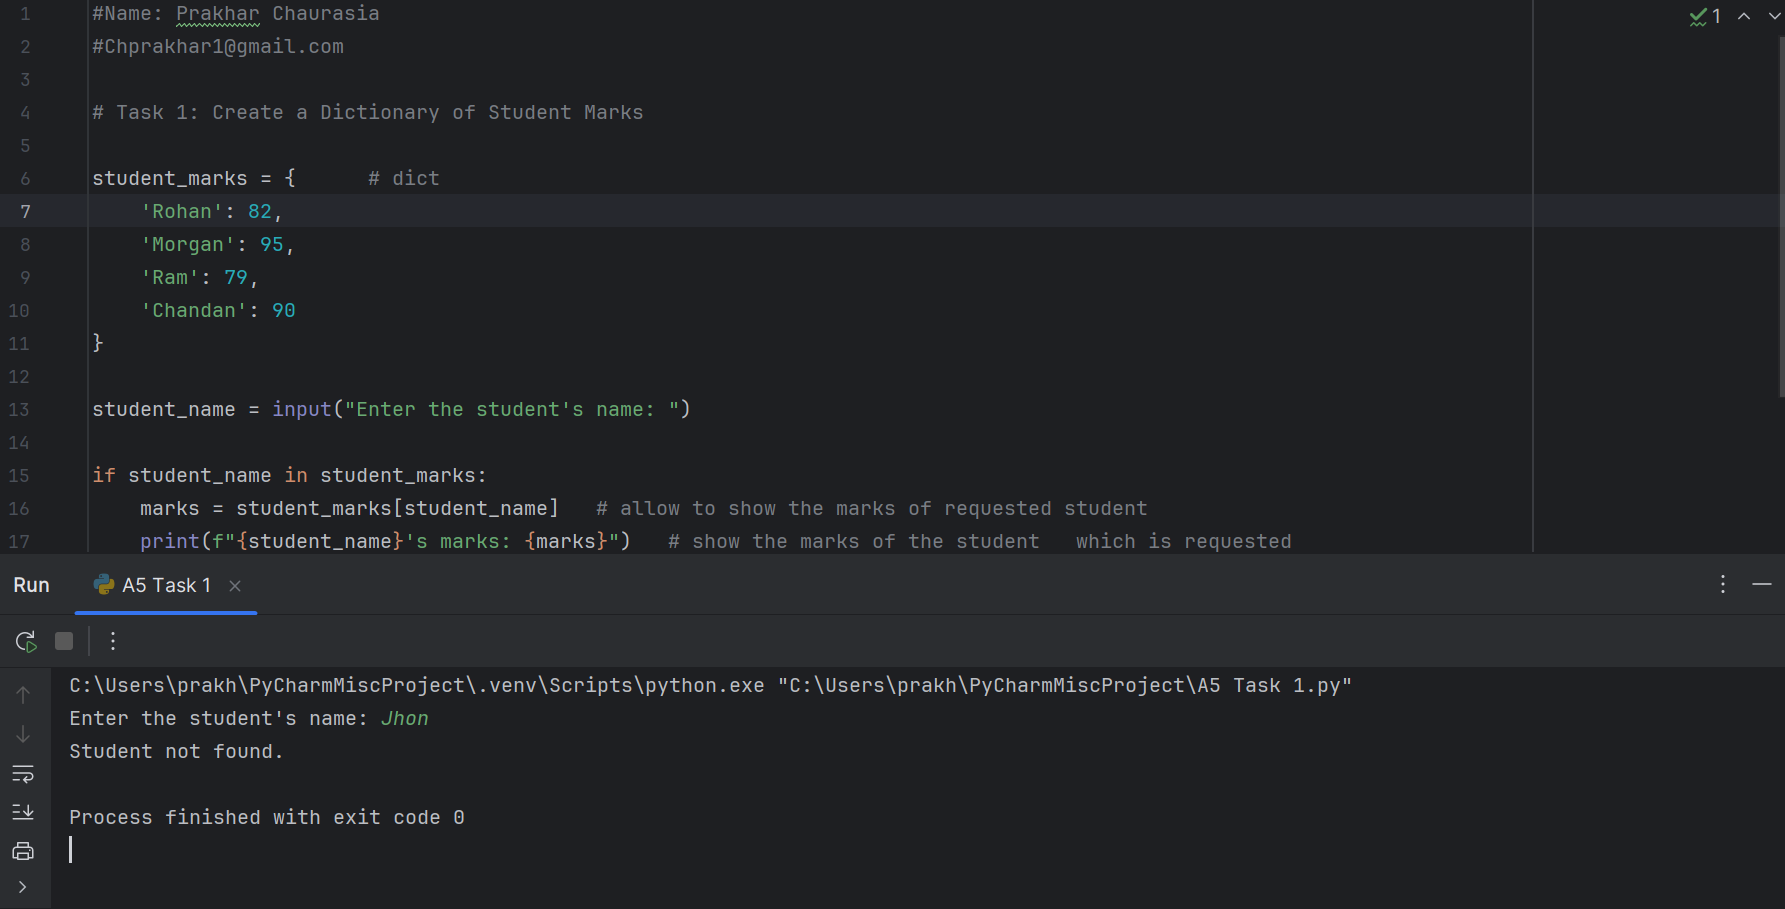 1 #Name: Prakhar Chaurasia
1
2 #Chprakhar1@gmail.com
3
4 # Task 1: Create a Dictionary of Student Marks
5
6 student_marks = {      # dict
7     'Rohan': 82,
8     'Morgan': 95,
9     'Ram': 79,
10     'Chandan': 90
11 }
12
13 student_name = input("Enter the student's name: ")
14
15 if student_name in student_marks:
16     marks = student_marks[student_name]   # allow to show the marks of requested student
17     print(f"{student_name}'s marks: {marks}")   # show the marks of the student   which is requested
Run A5 Task 1
C:\Users\prakh\PyCharmMiscProject\.venv\Scripts\python.exe "C:\Users\prakh\PyCharmMiscProject\A5 Task 1.py"
Enter the student's name: Jhon
Student not found.
Process finished with exit code 0